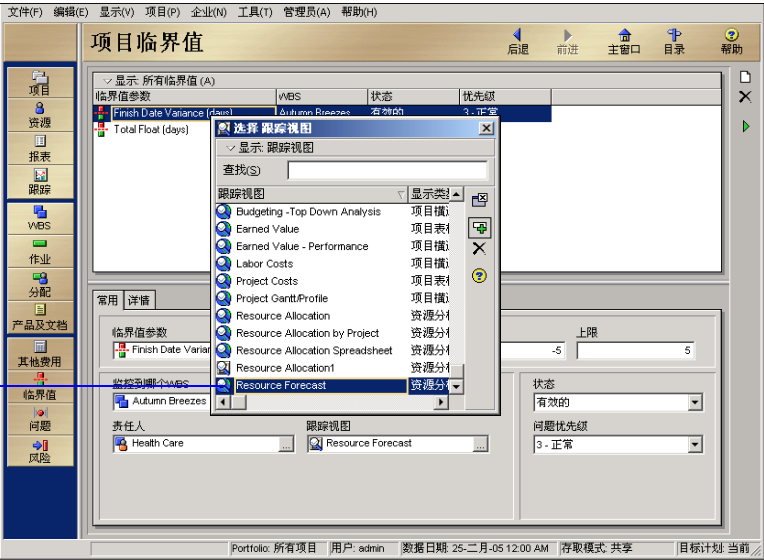 文件(F) 编辑(E) 显示(V) 项目(P) 企业(N) 工具(T) 管理员(A) 帮助(H)
项目临界值
后退 前进 主窗口 目录 帮助
项目
资源
报表
跟踪
WBS
作业
分配
产品及文档
其他费用
临界值
问题
风险
显示: 所有临界值 (A)
临界值参数 WBS 状态 优先级
Finish Date Variance (days) Autumn Breezes 有效的 3 - 正常
Total Float (days)
选择 跟踪视图
显示: 跟踪视图
查找(S)
跟踪视图 显示类
Budgeting -Top Down Analysis 项目横
Earned Value 项目表
Earned Value - Performance 项目横
Labor Costs 项目横
Project Costs 项目表
Project Gantt/Profile 项目横
Resource Allocation 资源分
Resource Allocation by Project 资源分
Resource Allocation Spreadsheet 资源分
Resource Allocation1 资源分
Resource Forecast 资源分
常用 详情
临界值参数 上限
Finish Date Varian -5 5
监控到哪个WBS 状态
Autumn Breezes 有效的
责任人 跟踪视图 问题优先级
Health Care ... Resource Forecast ... 3 - 正常
Portfolio: 所有项目 用户: admin 数据日期: 25-二月-05 12:00 AM 存取模式: 共享 目标计划: 当前